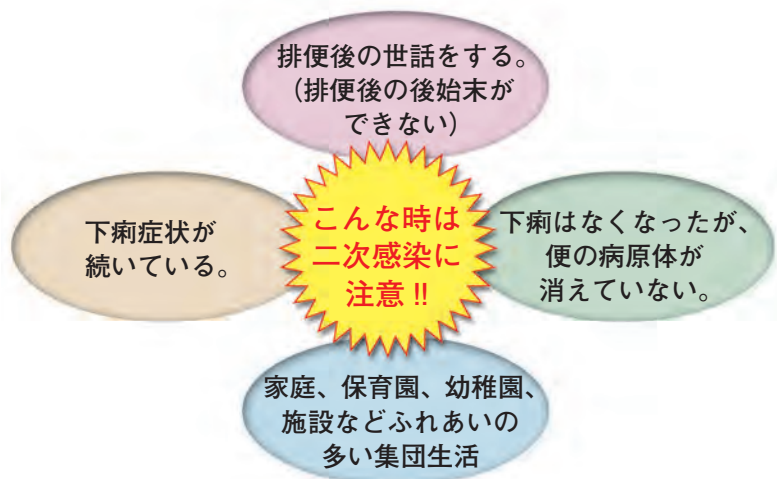 排便後の世話をする。
（排便後の後始末が
できない）
下痢症状が
続いている。
こんな時は
二次感染に
注意!!
下痢はなくなったが、
便の病原体が
消えていない。
家庭、保育園、幼稚園、
施設などふれあいの
多い集団生活